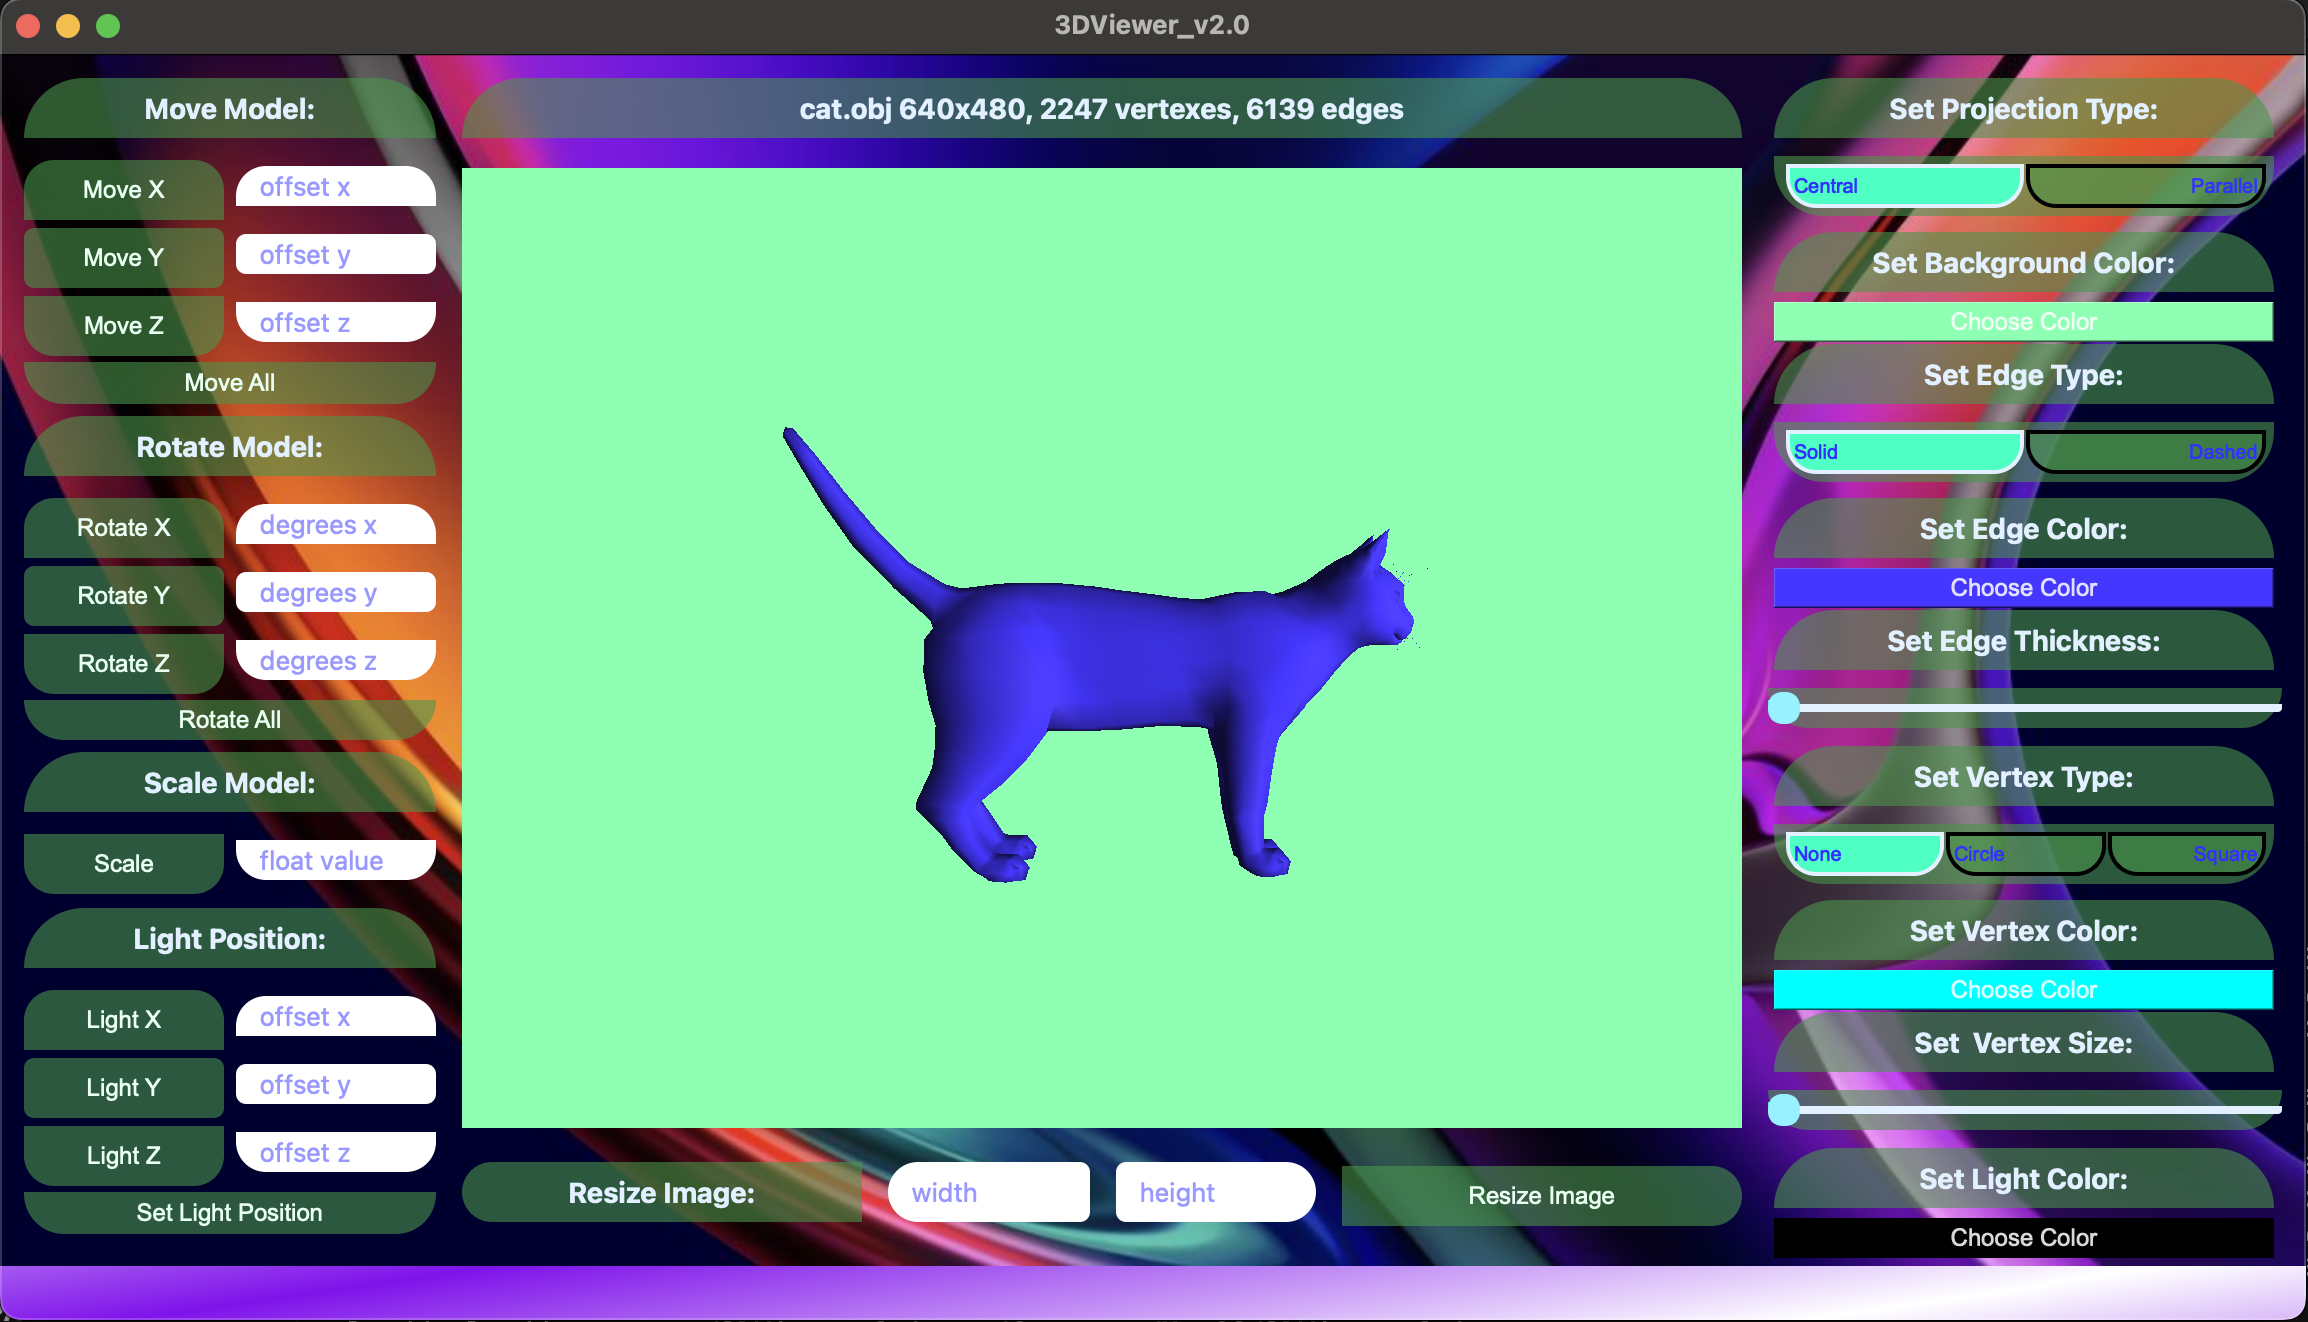 3DViewer_v2.0
Move Model:
Move X
offset x
Move Y
offset y
Move Z
offset z
Move All
Rotate Model:
Rotate X
degrees x
Rotate Y
degrees y
Rotate Z
degrees z
Rotate All
Scale Model:
Scale
float value
Light Position:
Light X
offset x
Light Y
offset y
Light Z
offset z
Set Light Position
cat.obj 640x480, 2247 vertexes, 6139 edges
Resize Image:
width
height
Resize Image
Set Projection Type:
Central
Parallel
Set Background Color:
Choose Color
Set Edge Type:
Solid
Dashed
Set Edge Color:
Choose Color
Set Edge Thickness:
Set Vertex Type:
None
Circle
Square
Set Vertex Color:
Choose Color
Set  Vertex Size:
Set Light Color:
Choose Color